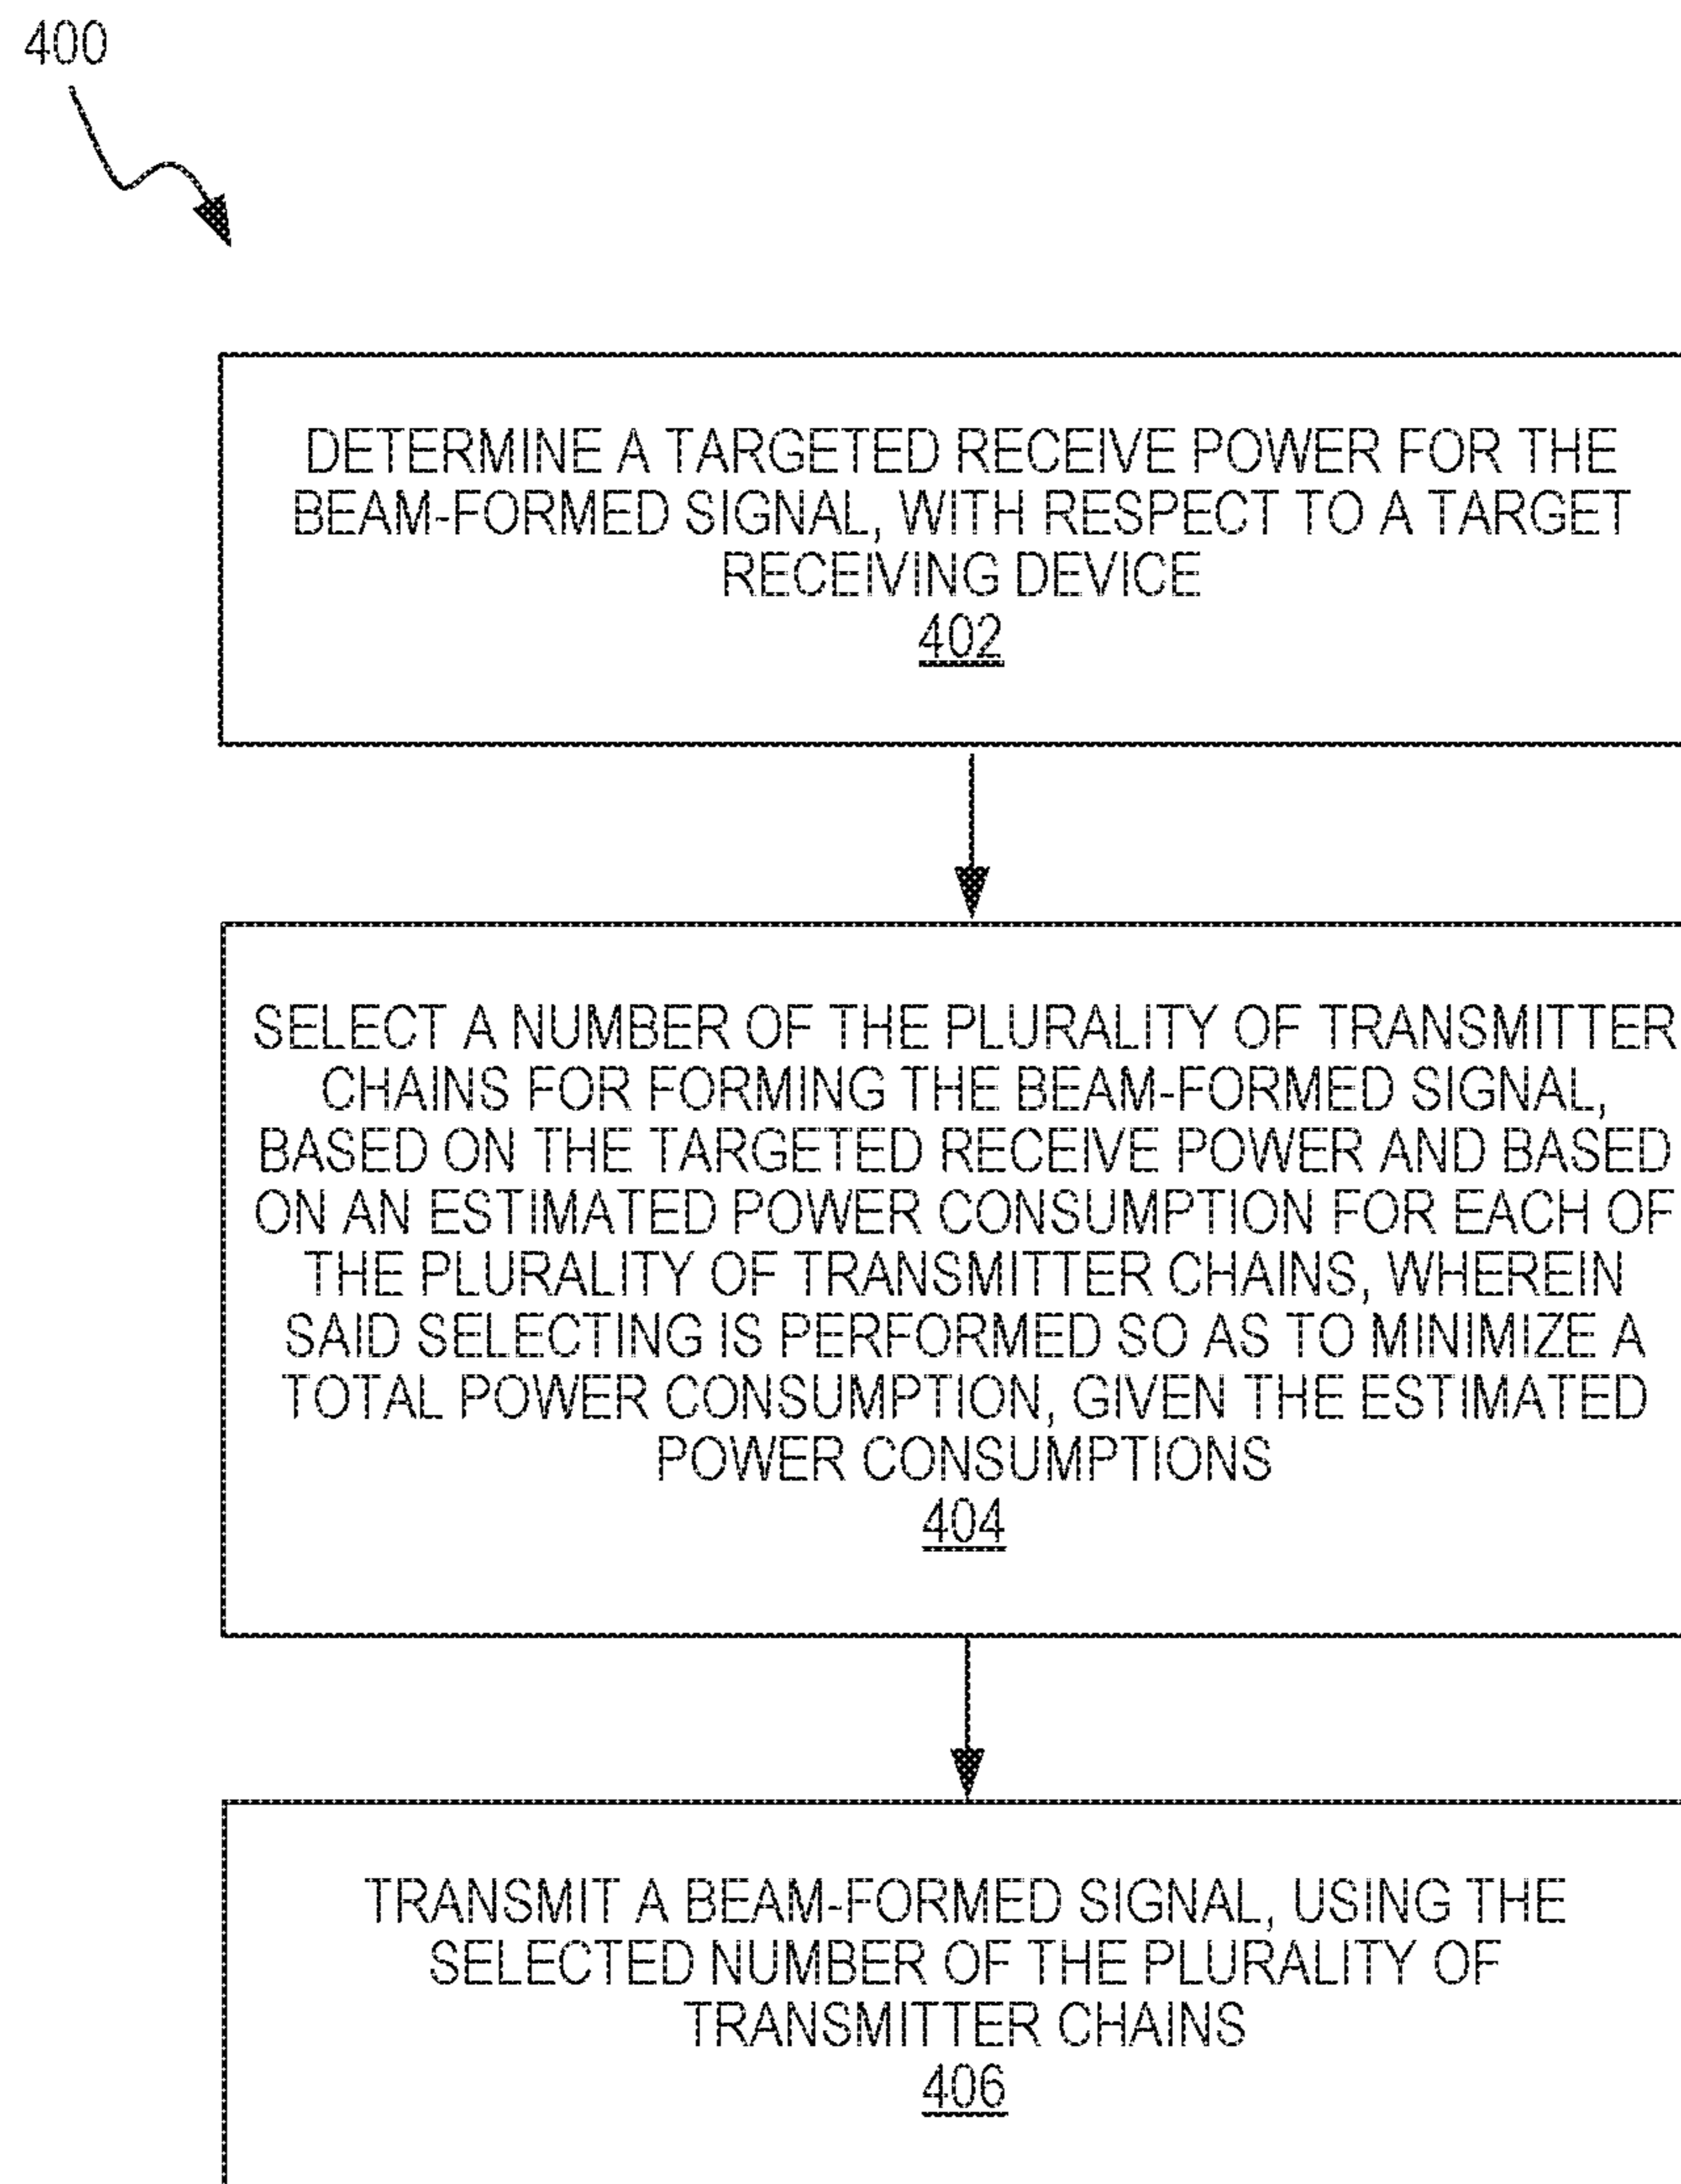 400
DETERMINE A TARGETED RECEIVE POWER FOR THE
BEAM-FORMED SIGNAL, WITH RESPECT TO A TARGET
RECEIVING DEVICE
402
SELECT A NUMBER OF THE PLURALITY OF TRANSMITTER
CHAINS FOR FORMING THE BEAM-FORMED SIGNAL,
BASED ON THE TARGETED RECEIVE POWER AND BASED
ON AN ESTIMATED POWER CONSUMPTION FOR EACH OF
THE PLURALITY OF TRANSMITTER CHAINS, WHEREIN
SAID SELECTING IS PERFORMED SO AS TO MINIMIZE A
TOTAL POWER CONSUMPTION, GIVEN THE ESTIMATED
POWER CONSUMPTIONS
404
TRANSMIT A BEAM-FORMED SIGNAL, USING THE
SELECTED NUMBER OF THE PLURALITY OF
TRANSMITTER CHAINS
406